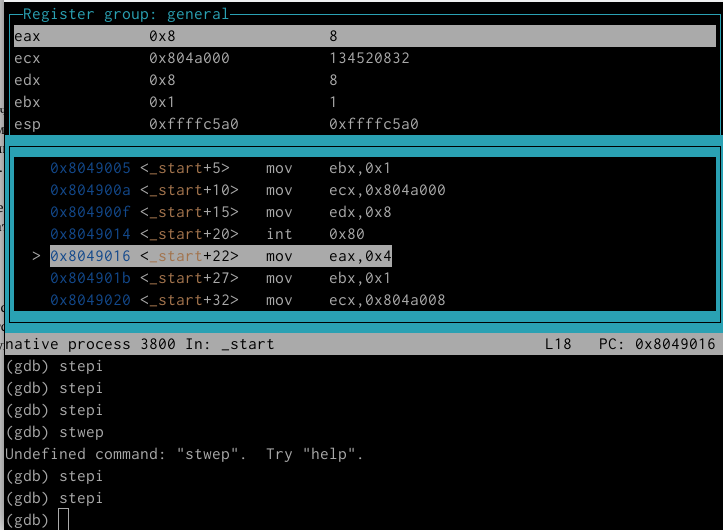 Register group: general
eax 0x8 8
ecx 0x804a000 134520832
edx 0x8 8
ebx 0x1 1
esp 0xffffc5a0 0xffffc5a0
0x8049005 <_start+5> mov ebx,0x1
0x804900a <_start+10> mov ecx,0x804a000
0x804900f <_start+15> mov edx,0x8
0x8049014 <_start+20> int 0x80
> 0x8049016 <_start+22> mov eax,0x4
0x804901b <_start+27> mov ebx,0x1
0x8049020 <_start+32> mov ecx,0x804a008
native process 3800 In: _start L18 PC: 0x8049016
(gdb) stepi
(gdb) stepi
(gdb) stepi
(gdb) stwep
Undefined command: "stwep". Try "help".
(gdb) stepi
(gdb) stepi
(gdb)